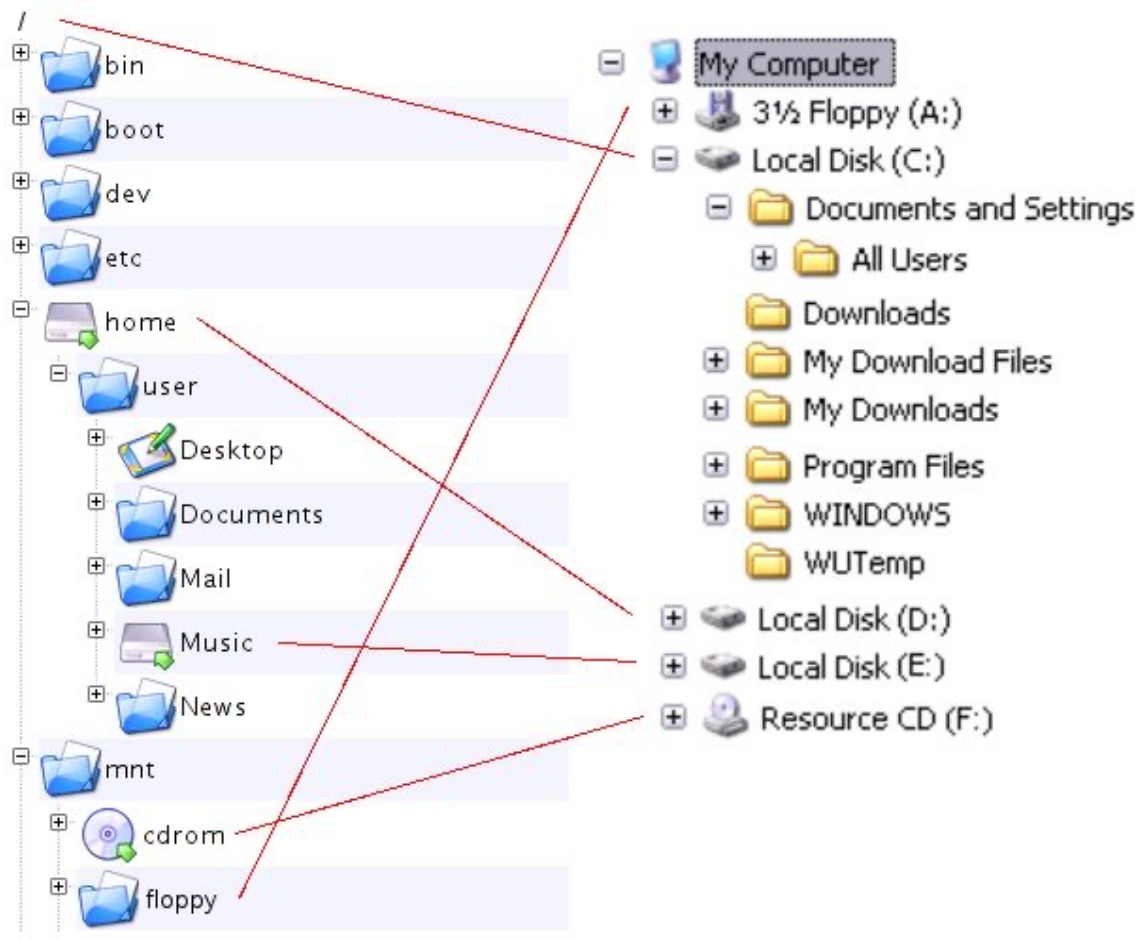 /
bin
boot
dev
etc
home
user
Desktop
Documents
Mail
Music
News
mnt
cdrom
floppy
My Computer
3½ Floppy (A:)
Local Disk (C:)
Documents and Settings
All Users
Downloads
My Download Files
My Downloads
Program Files
WINDOWS
WUTemp
Local Disk (D:)
Local Disk (E:)
Resource CD (F:)